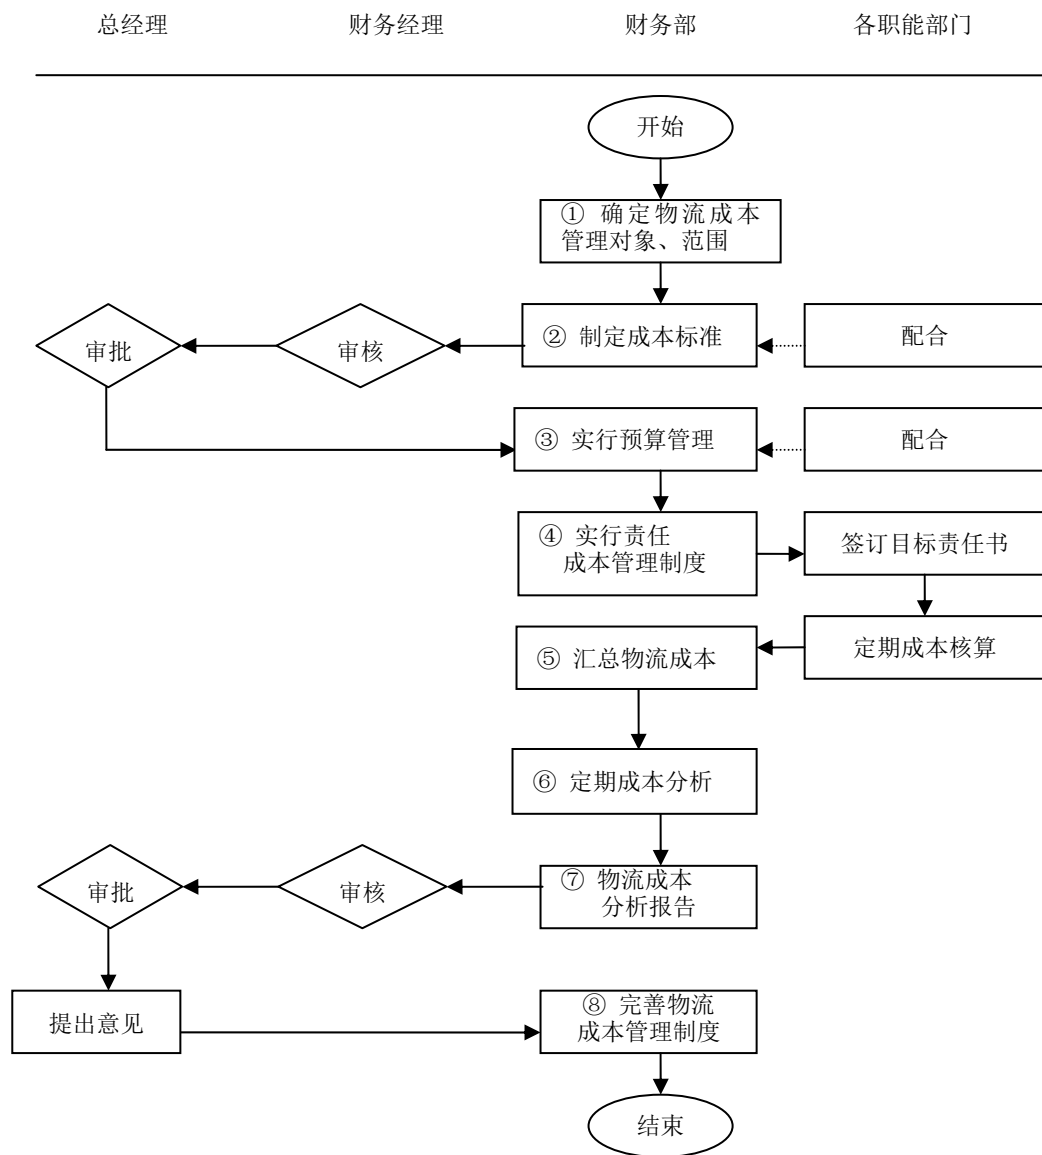 总经理
财务经理
财务部
各职能部门
开始
① 确定物流成本
管理对象、范围
审批
审核
② 制定成本标准
配合
③ 实行预算管理
配合
④ 实行责任
成本管理制度
签订目标责任书
定期成本核算
⑤ 汇总物流成本
⑥ 定期成本分析
审批
审核
⑦ 物流成本
分析报告
提出意见
⑧ 完善物流
成本管理制度
结束